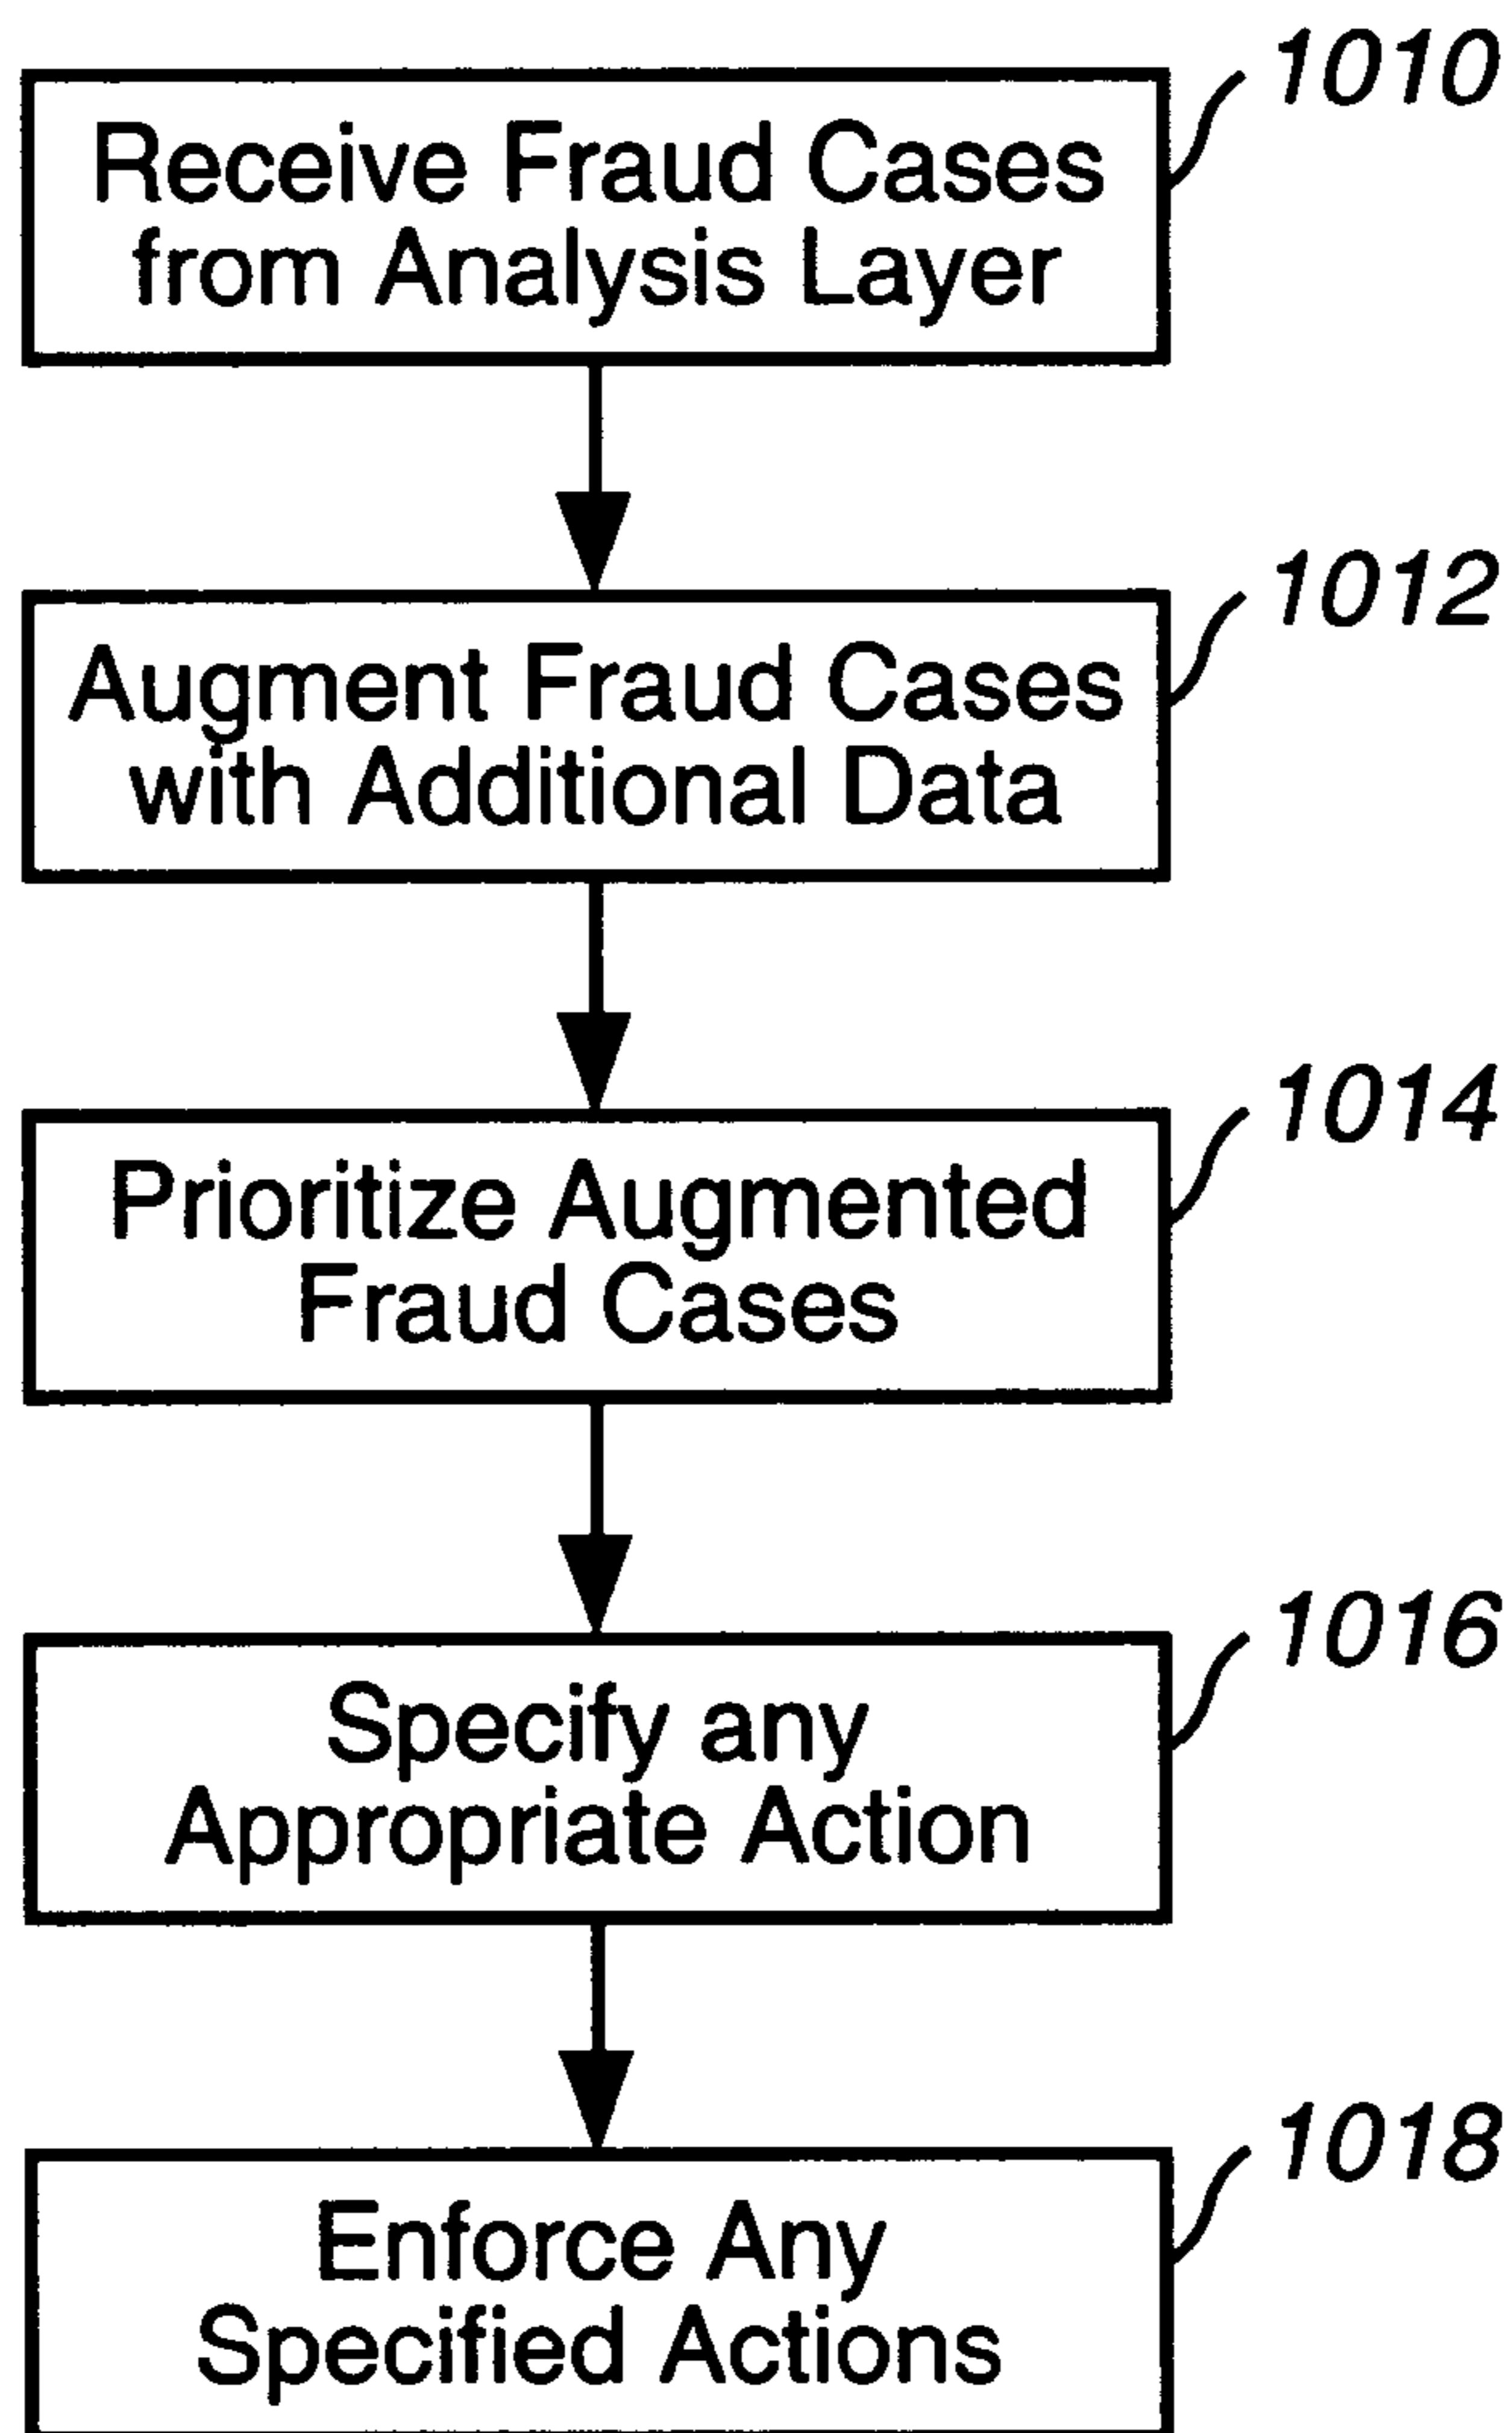 1010
Receive Fraud Cases
from Analysis Layer
1012
Augment Fraud Cases
with Additional Data
1014
Prioritize Augmented
Fraud Cases
1016
Specify any
Appropriate Action
1018
Enforce Any
Specified Actions